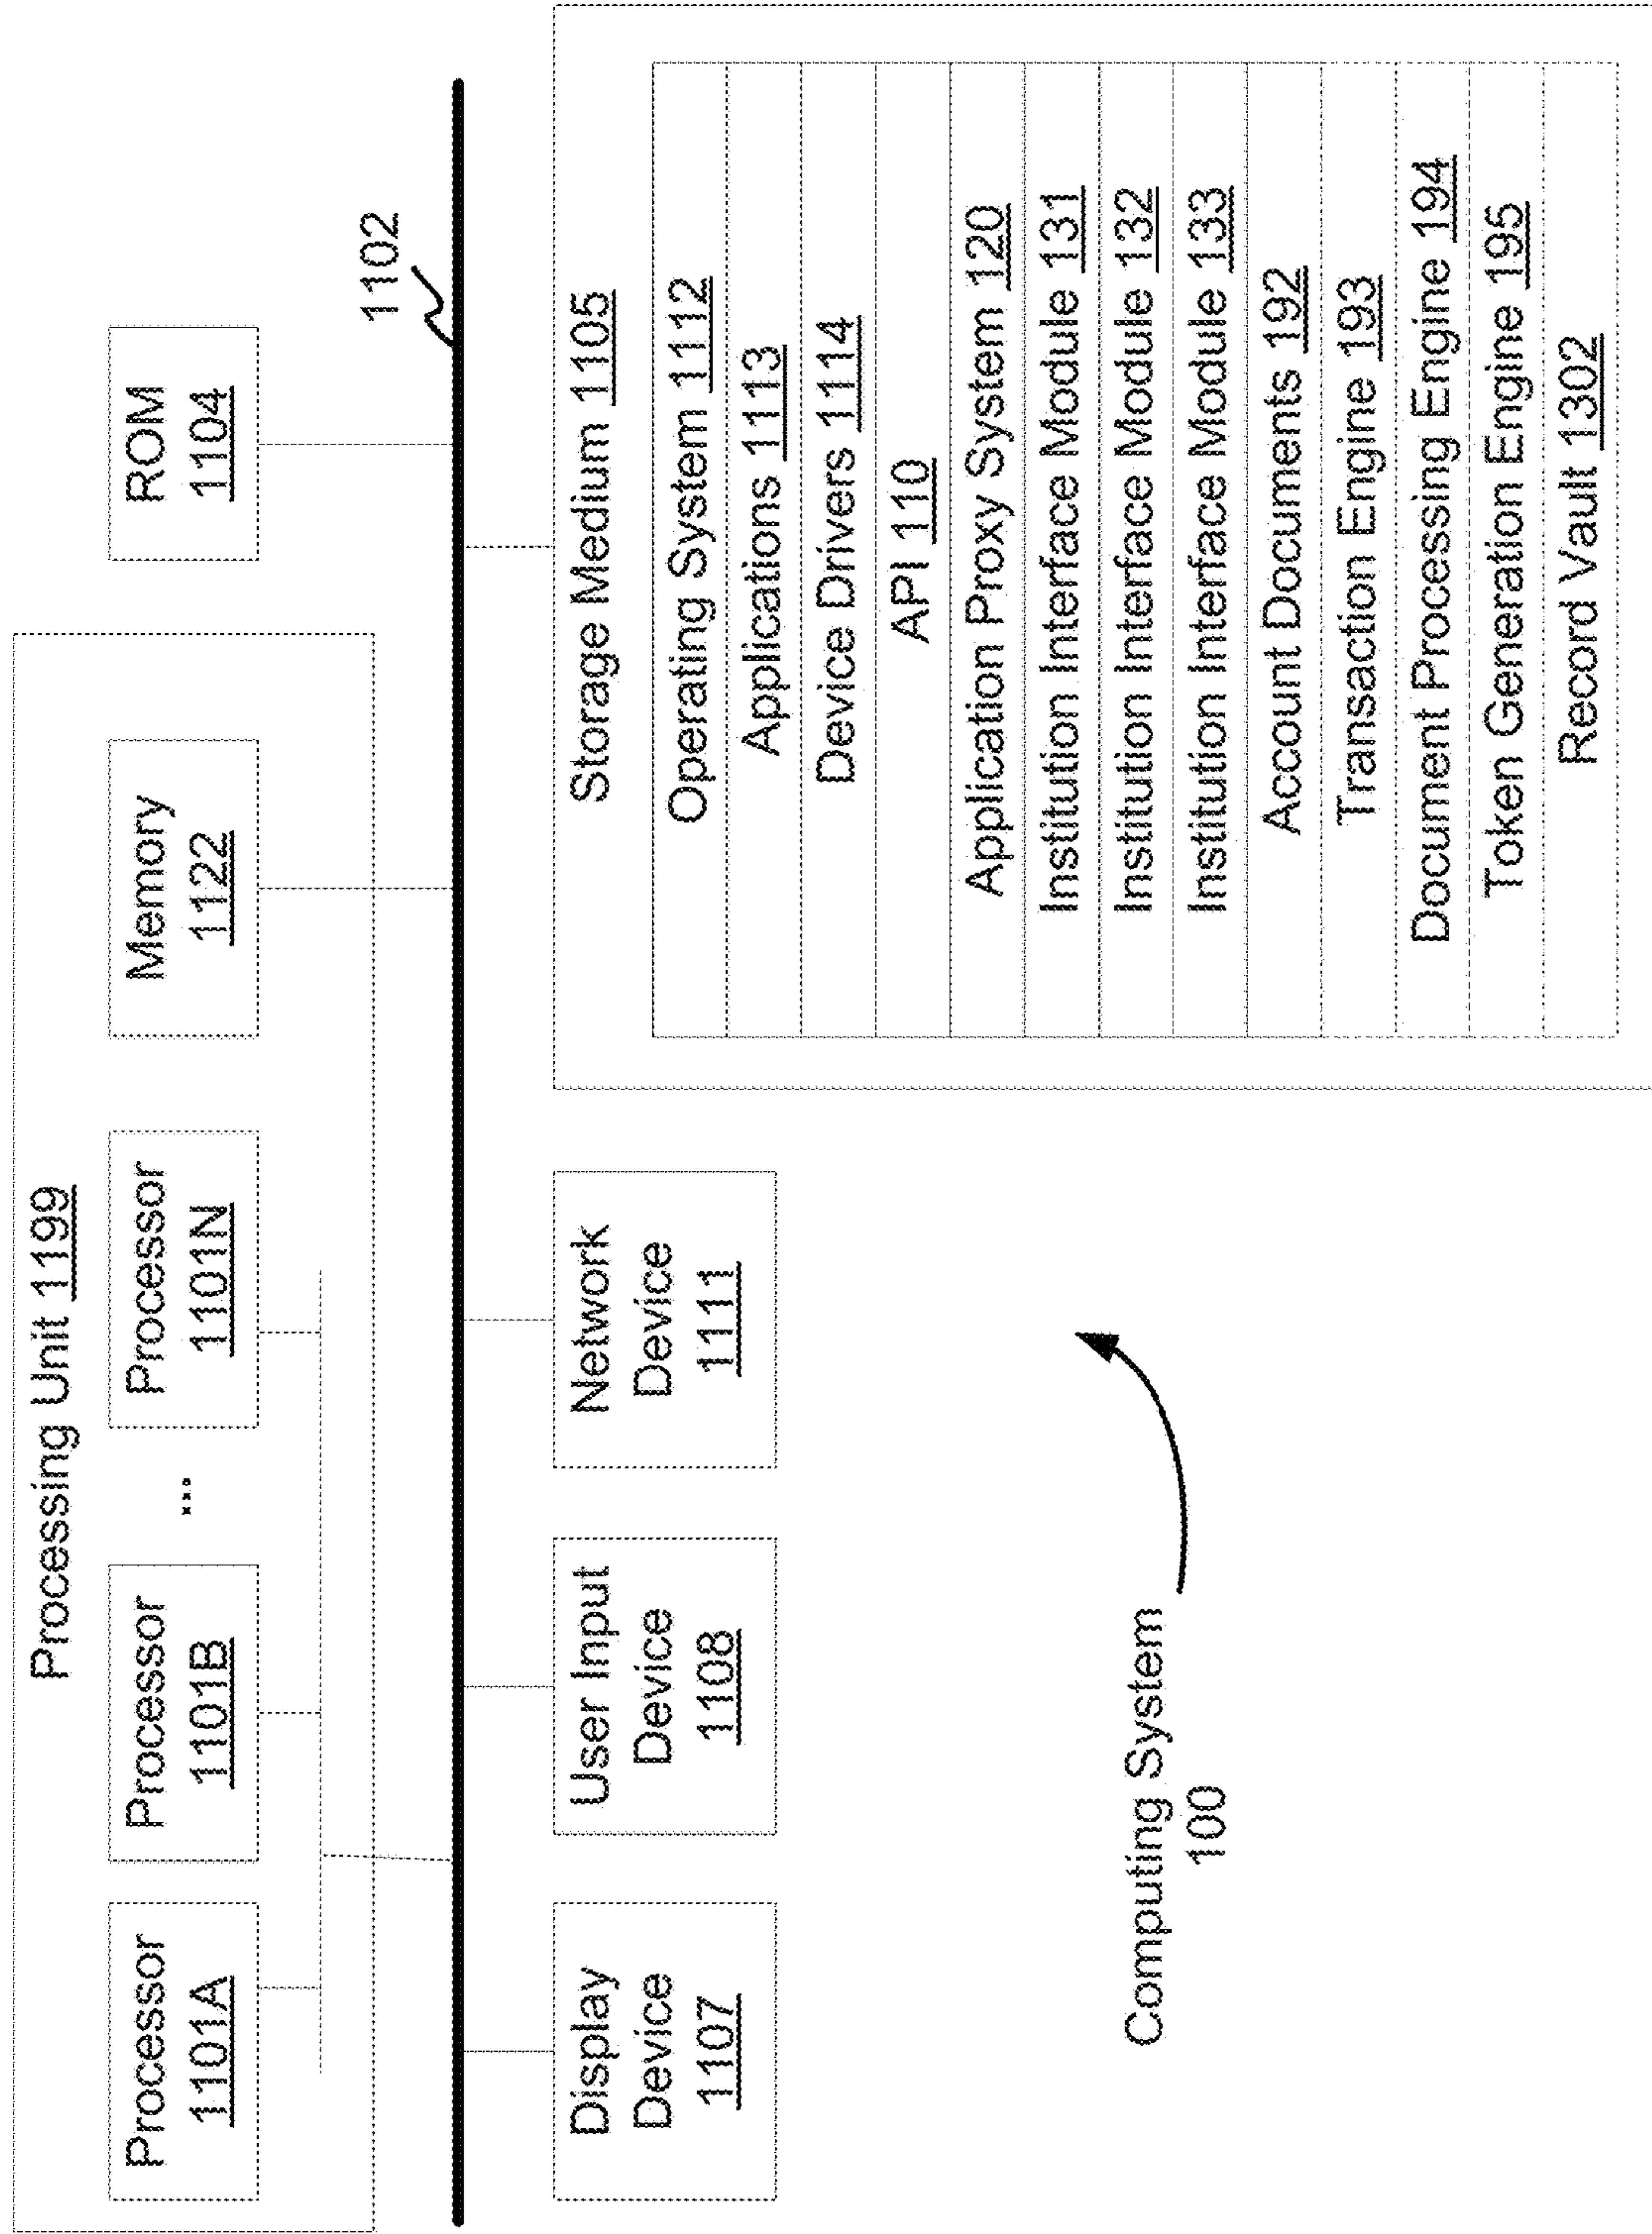 Processing Unit 1199
Processor
1101A
Processor
1101B
...
Processor
1101N
Memory
1122
ROM
1104
1102
Display
Device
1107
User Input
Device
1108
Network
Device
1111
Storage Medium 1105
Operating System 1112
Applications 1113
Device Drivers 1114
API 110
Application Proxy System 120
Institution Interface Module 131
Institution Interface Module 132
Institution Interface Module 133
Account Documents 192
Transaction Engine 193
Document Processing Engine 194
Token Generation Engine 195
Record Vault 1302
Computing System
100